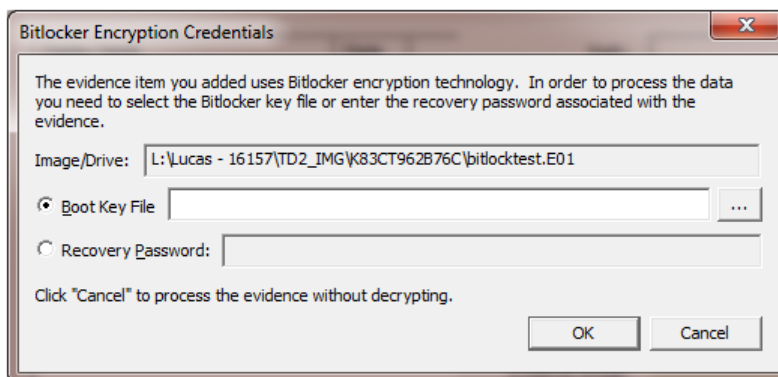 Bitlocker Encryption Credentials
X
The evidence item you added uses Bitlocker encryption technology.  In order to process the data
you need to select the Bitlocker key file or enter the recovery password associated with the
evidence.
Image/Drive: L:\Lucas - 16157\TD2_IMG\K83CT962B76C\bitlocktest.E01
Boot Key File ...
Recovery Password:
Click "Cancel" to process the evidence without decrypting.
OK Cancel